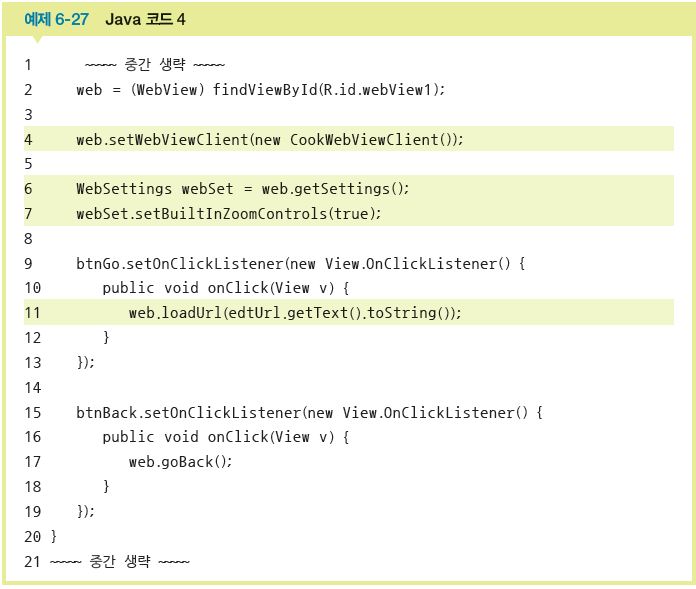 예제 6-27 Java 코드 4
1 ~~~~ 중간 생략 ~~~~
2 web = (WebView) findViewById(R.id.webView1);
3
4 web.setWebViewClient(new CookWebViewClient());
5
6 WebSettings webSet = web.getSettings();
7 webSet.setBuiltInZoomControls(true);
8
9 btnGo.setOnClickListener(new View.OnClickListener() {
10 public void onClick(View v) {
11 web.loadUrl(edtUrl.getText().toString());
12 }
13 });
14
15 btnBack.setOnClickListener(new View.OnClickListener() {
16 public void onClick(View v) {
17 web.goBack();
18 }
19 });
20 }
21 ~~~~ 중간 생략 ~~~~